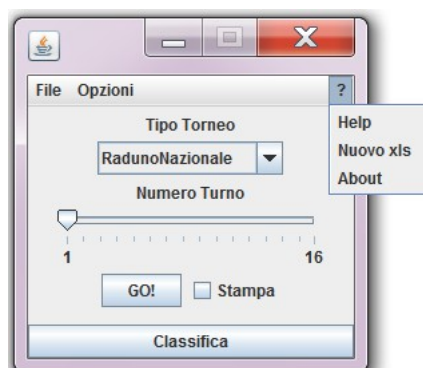 File Opzioni ?
Help
Nuovo xls
About
Tipo Torneo
RadunoNazionale
Numero Turno
1 16
GO! Stampa
Classifica